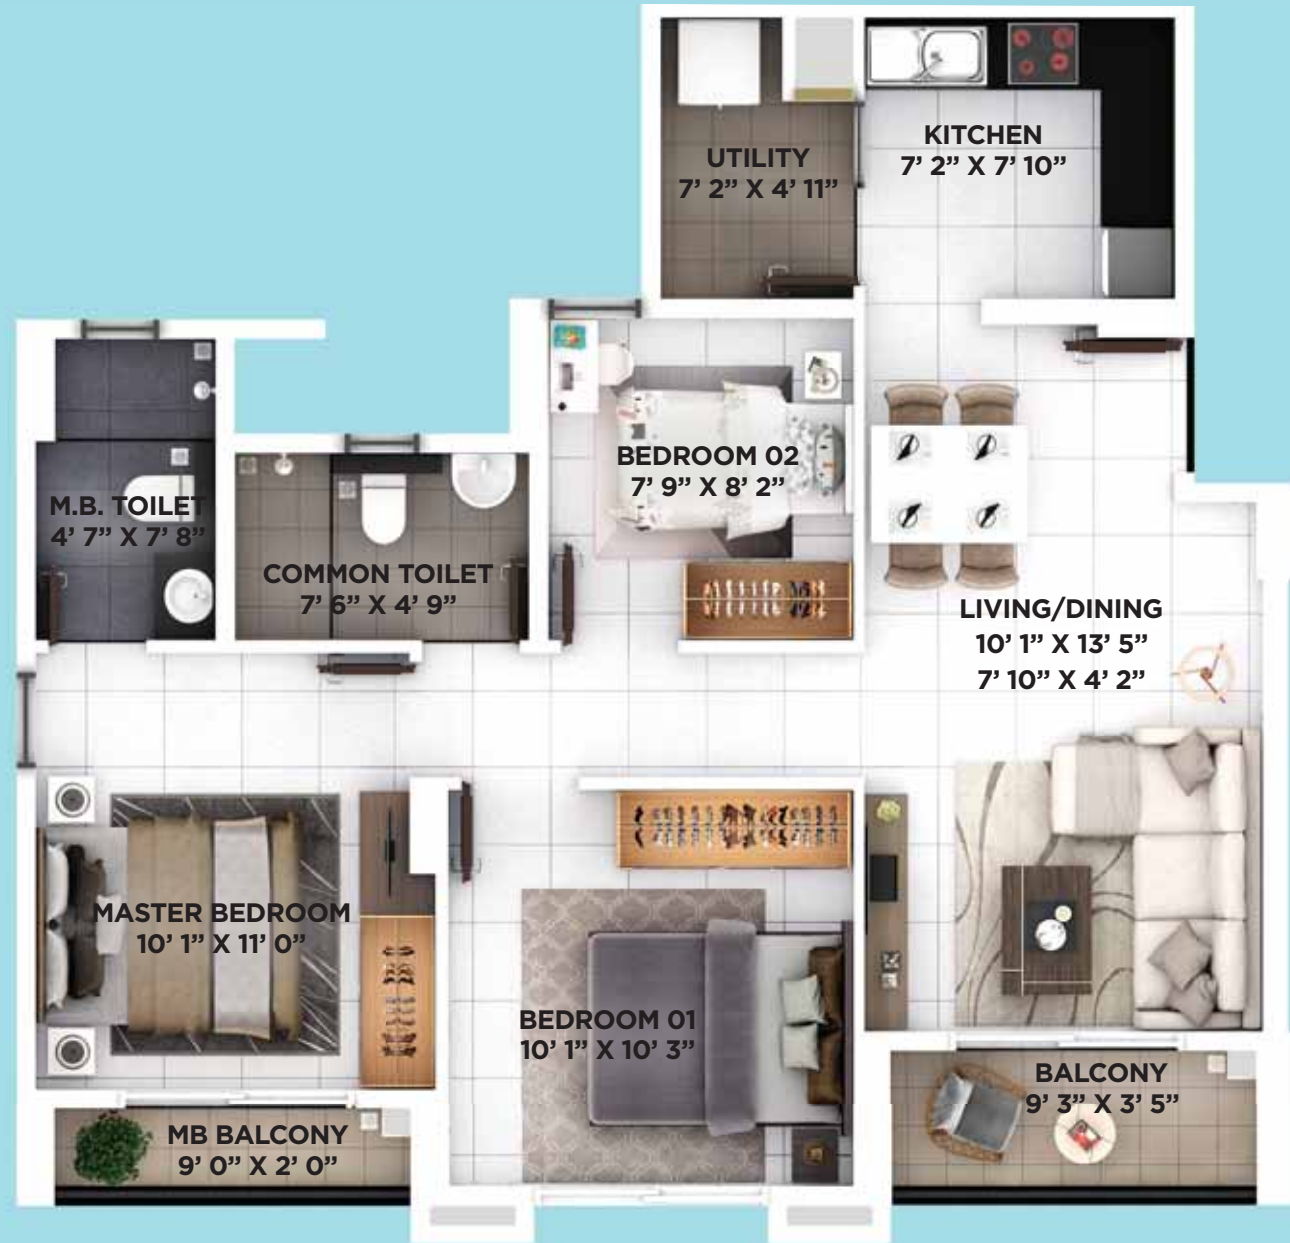 KITCHEN
7’ 2” X 7’ 10”
UTILITY
7’ 2” X 4’ 11”
BEDROOM 02
7’ 9” X 8’ 2”
M.B. TOILET
4’ 7” X 7’ 8”
COMMON TOILET
7’ 6” X 4’ 9”
LIVING/DINING
10’ 1” X 13’ 5”
7’ 10” X 4’ 2”
MASTER BEDROOM
10’ 1” X 11’ 0”
BEDROOM 01
10’ 1” X 10’ 3”
BALCONY
9’ 3” X 3’ 5”
MB BALCONY
9’ 0” X 2’ 0”